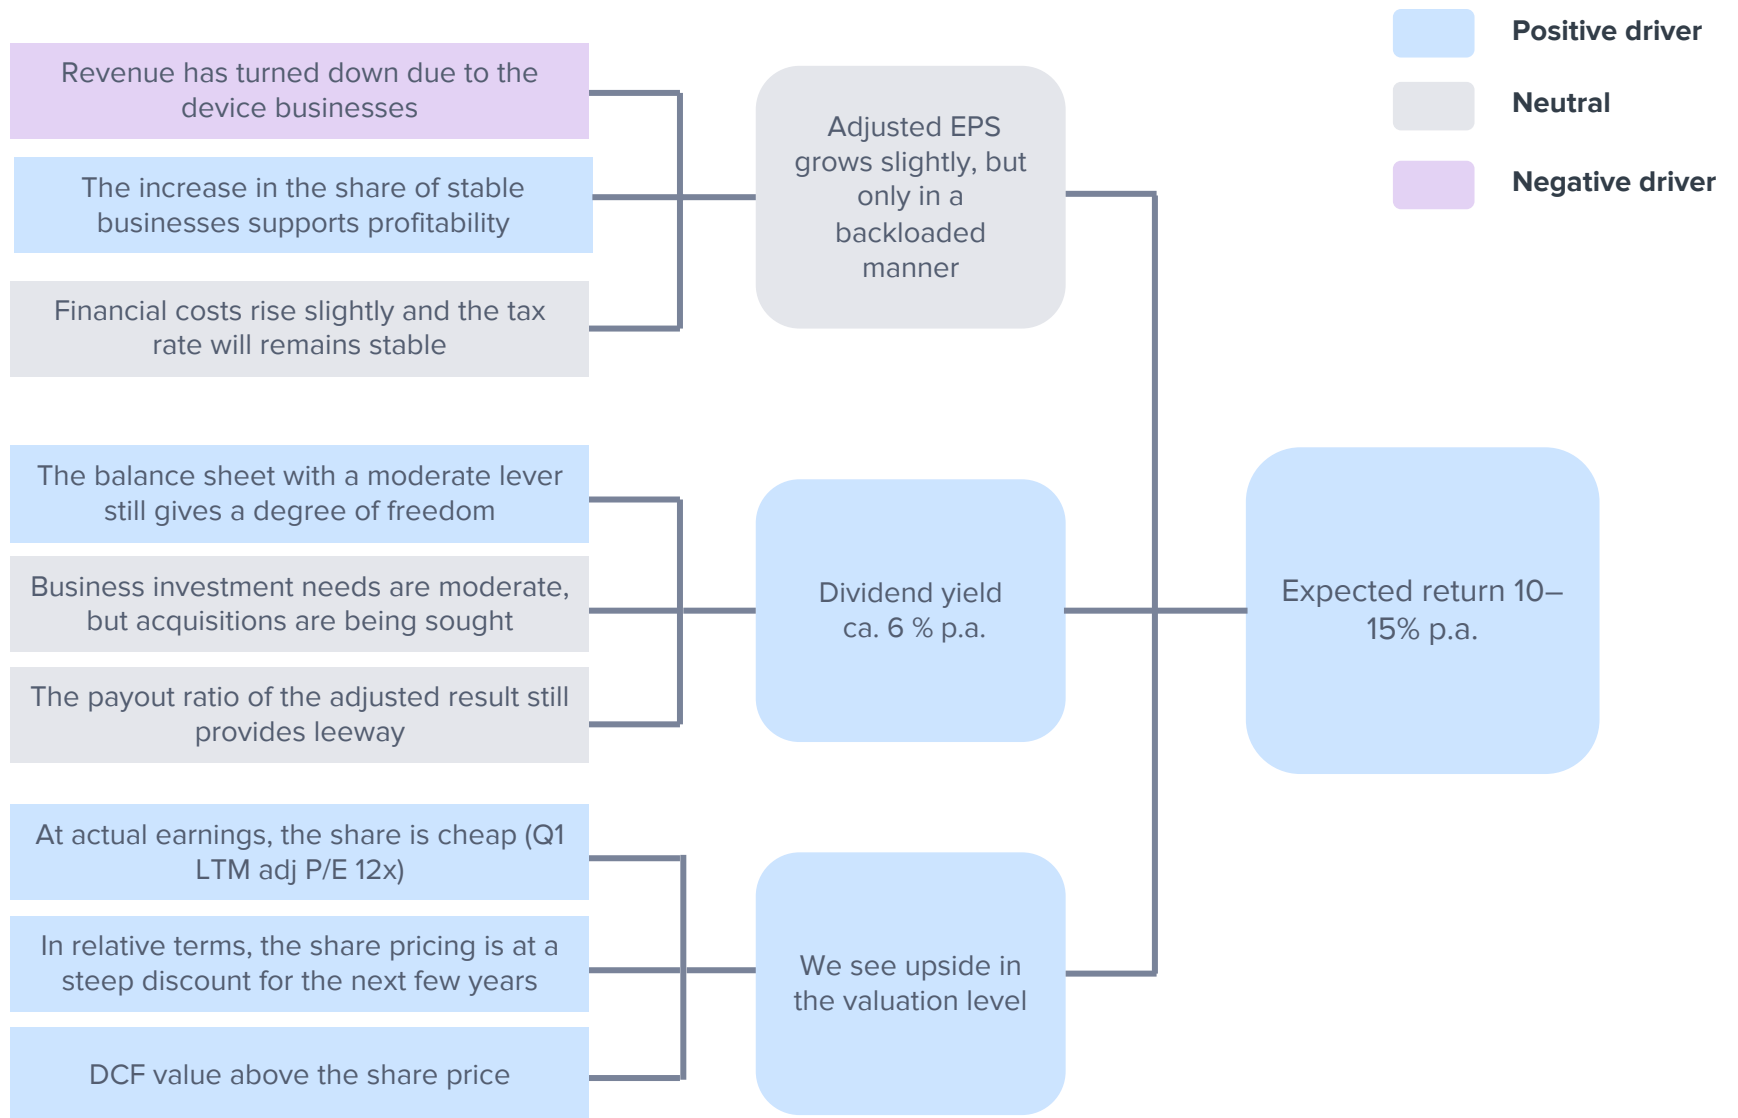 Positive driver
Neutral
Negative driver
Revenue has turned down due to the
device businesses
The increase in the share of stable
businesses supports profitability
Financial costs rise slightly and the tax
rate will remains stable
Adjusted EPS
grows slightly, but
only in a
backloaded
manner
The balance sheet with a moderate lever
still gives a degree of freedom
Business investment needs are moderate,
but acquisitions are being sought
The payout ratio of the adjusted result still
provides leeway
Dividend yield
ca. 6 % p.a.
Expected return 10–
15% p.a.
At actual earnings, the share is cheap (Q1
LTM adj P/E 12x)
In relative terms, the share pricing is at a
steep discount for the next few years
DCF value above the share price
We see upside in
the valuation level